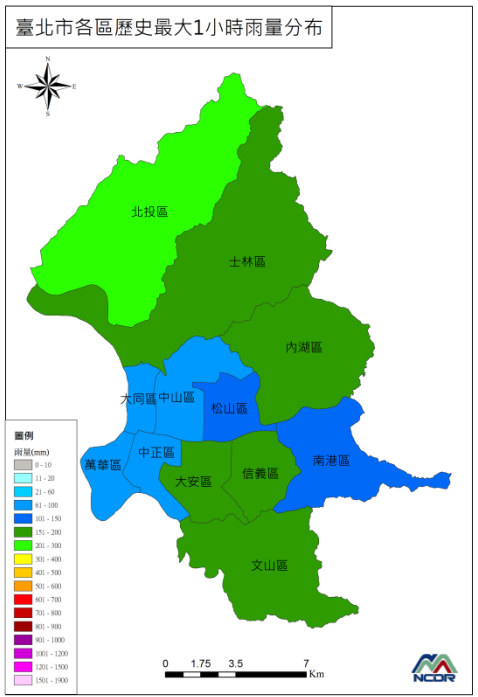 臺北市各區歷史最大1小時雨量分布
N
W
E
S
北投區
士林區
內湖區
大同區
中山區
松山區
中正區
萬華區
大安區
信義區
南港區
文山區
圖例
雨量(mm)
0 - 10
11 - 20
21 - 60
61 - 100
101 - 150
151 - 200
201 - 300
301 - 400
401 - 500
501 - 600
601 - 700
701 - 800
801 - 900
901 - 1000
1001 - 1200
1201 - 1500
1501 - 1900
0 1.75 3.5 7
Km
NCDR